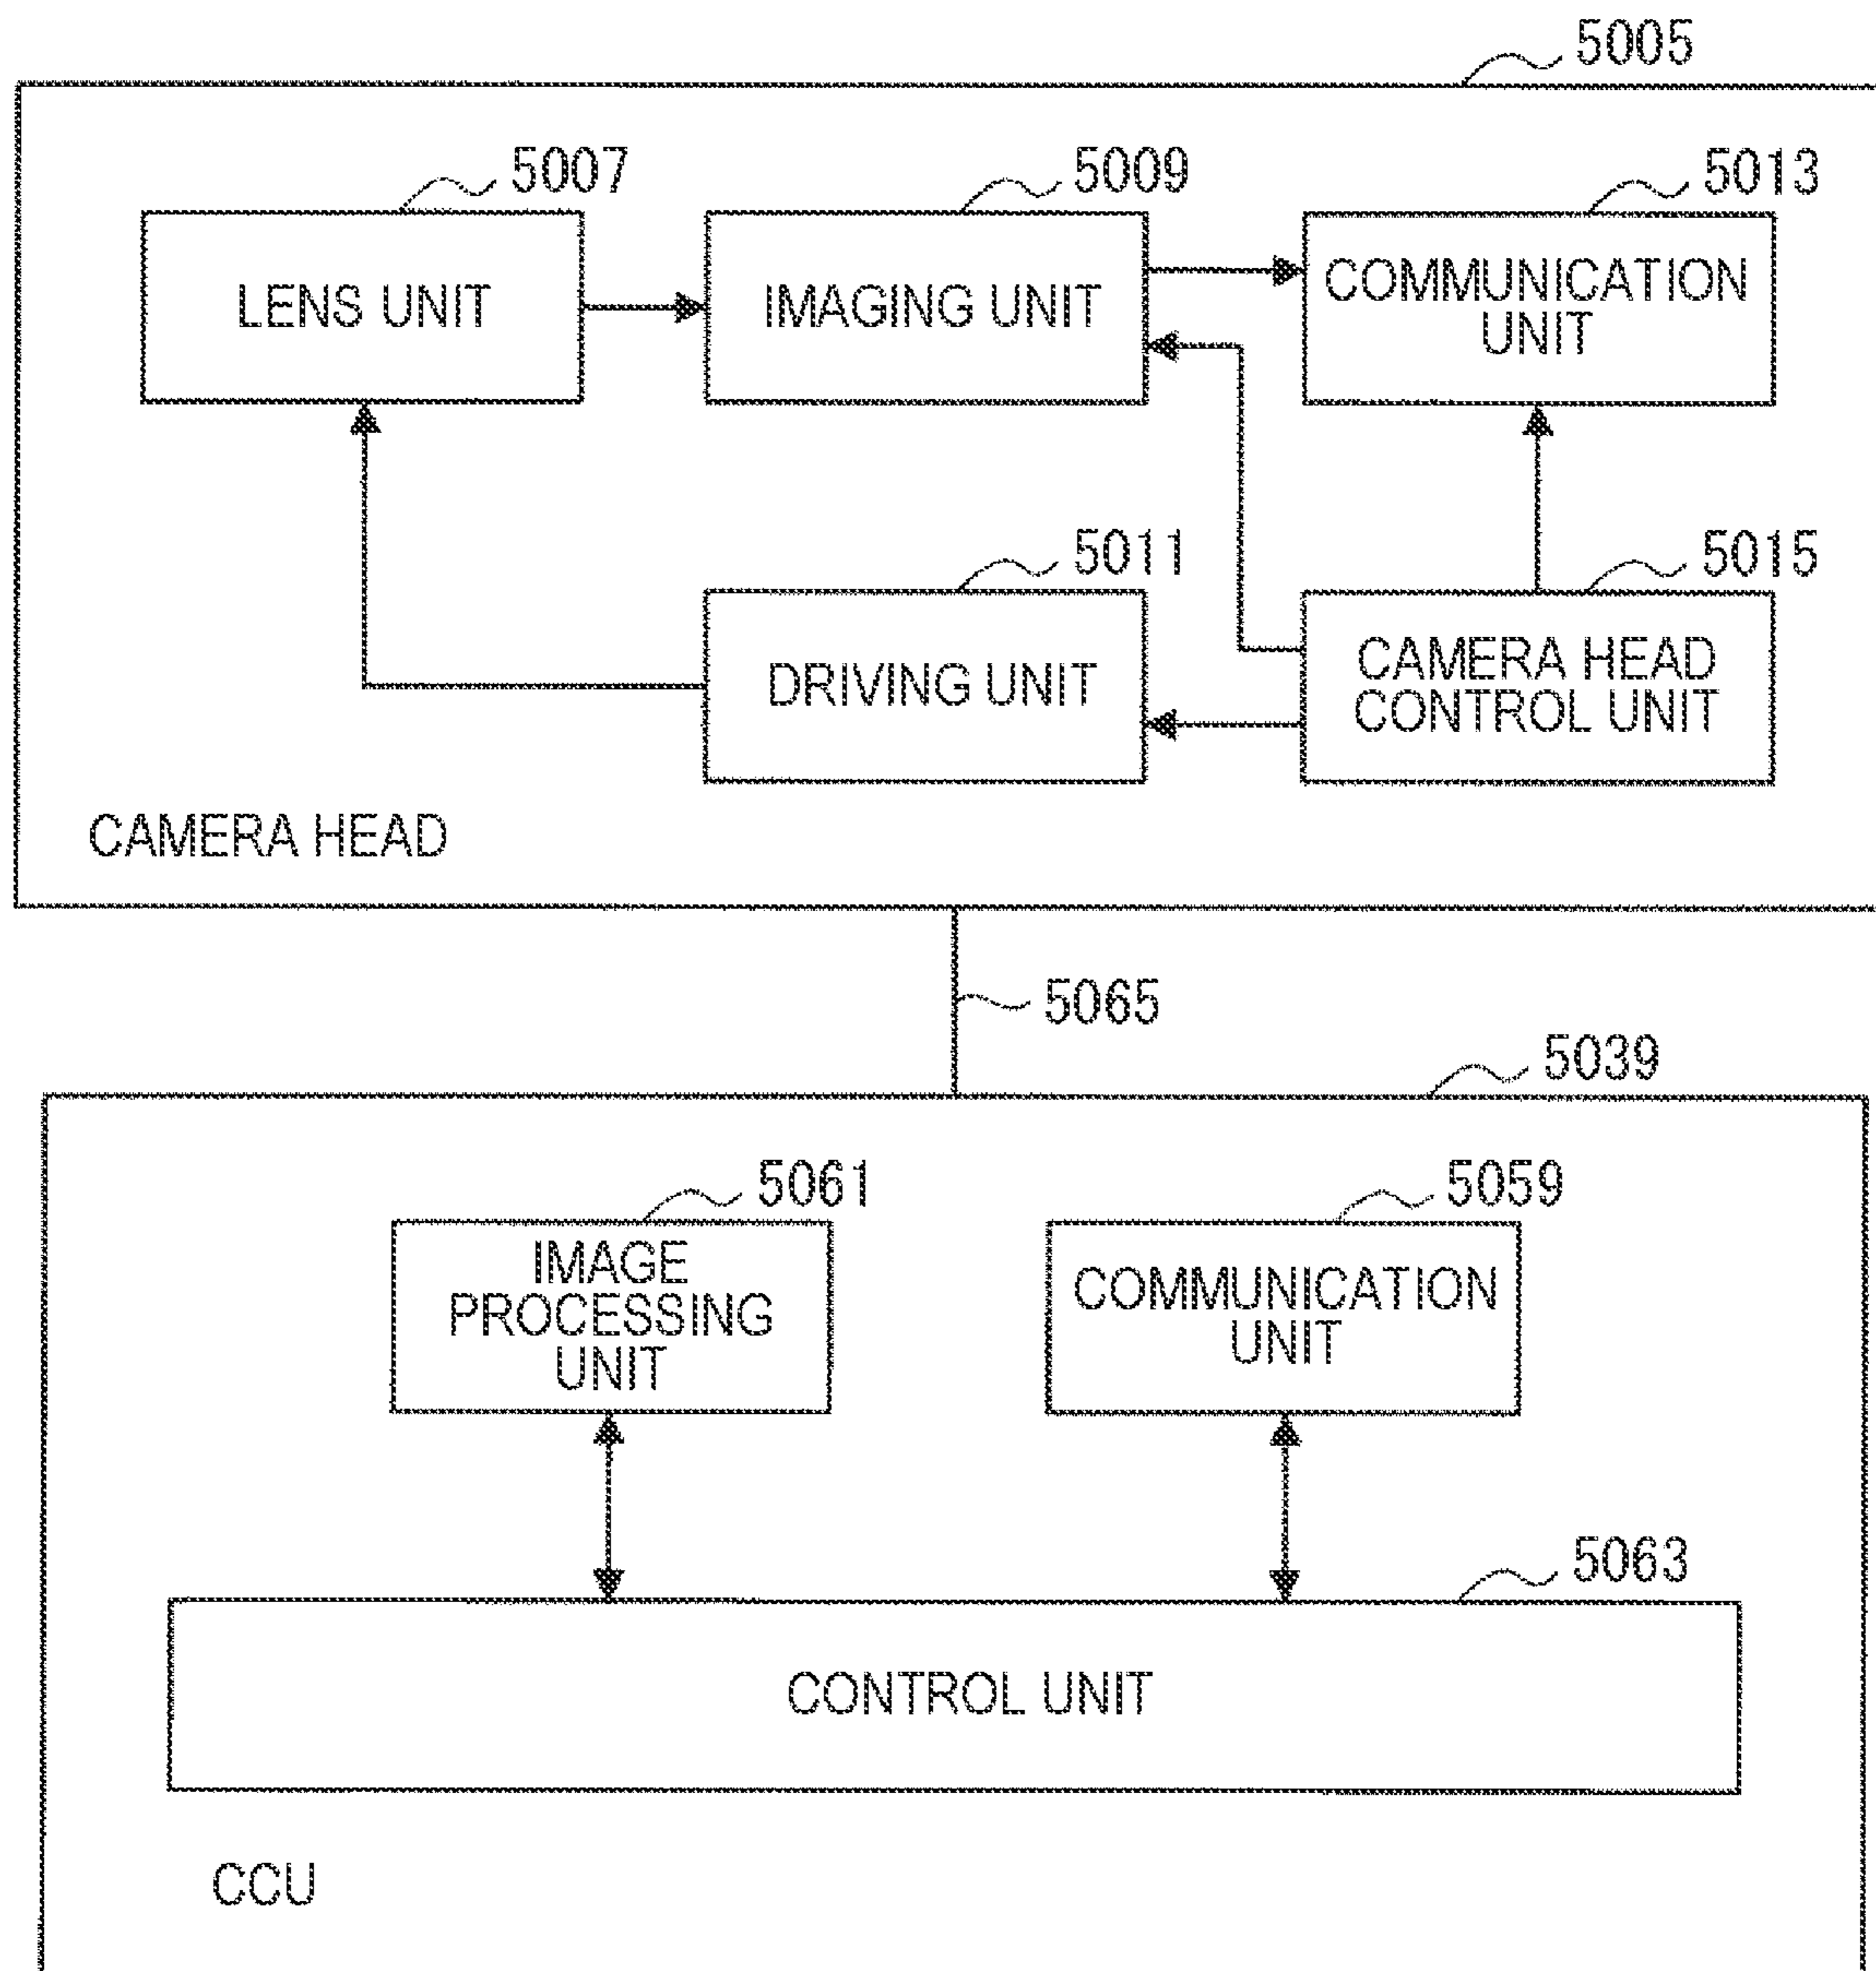 5005
5007
5009
5013
LENS UNIT
IMAGING UNIT
COMMUNICATION
UNIT
5011
5015
DRIVING UNIT
CAMERA HEAD
CONTROL UNIT
CAMERA HEAD
5065
5039
5061
5059
IMAGE
PROCESSING
UNIT
COMMUNICATION
UNIT
5063
CONTROL UNIT
CCU